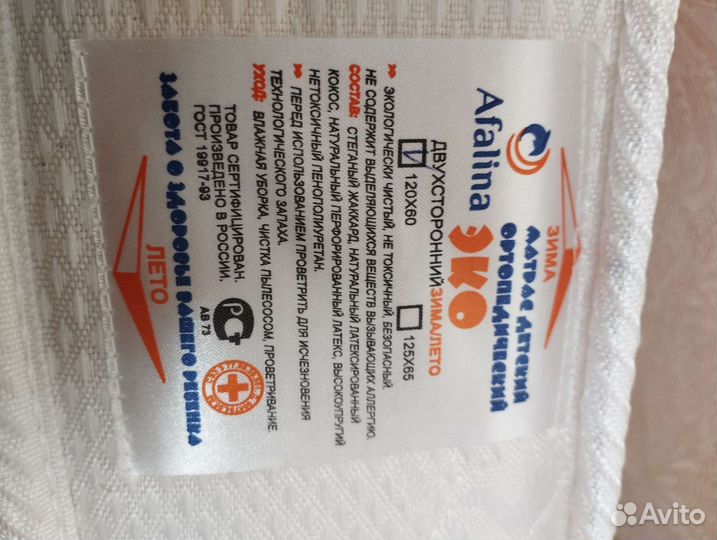 ЗИМА
МАТРАС ДЕТСКИЙ
ОРТОПЕДИЧЕСКИЙ
Afalina ЭКО
ДВУХСТОРОННИЙ ЗИМА/ЛЕТО
120X60 125X65
» ЭКОЛОГИЧЕСКИ ЧИСТЫЙ, НЕ ТОКСИЧНЫЙ, БЕЗОПАСНЫЙ,
НЕ СОДЕРЖИТ ВЫДЕЛЯЮЩИХСЯ ВЕЩЕСТВ ВЫЗЫВАЮЩИХ АЛЛЕРГИЮ.
СОСТАВ: СТЕГАНЫЙ ЖАККАРД, НАТУРАЛЬНЫЙ ЛАТЕКСИРОВАННЫЙ
КОКОС, НАТУРАЛЬНЫЙ ПЕРФОРИРОВАННЫЙ ЛАТЕКС, ВЫСОКОУПРУГИЙ
НЕТОКСИЧНЫЙ ПЕНОПОЛИУРЕТАН.
» ПЕРЕД ИСПОЛЬЗОВАНИЕМ ПРОВЕТРИТЬ ДЛЯ ИСЧЕЗНОВЕНИЯ
ТЕХНОЛОГИЧЕСКОГО ЗАПАХА.
УХОД: ВЛАЖНАЯ УБОРКА, ЧИСТКА ПЫЛЕСОСОМ, ПРОВЕТРИВАНИЕ.
ТОВАР СЕРТИФИЦИРОВАН.
ПРОИЗВЕДЕНО В РОССИИ.
ГОСТ 19917-93
АВ 73
ЛЕТО
ЗАБОТА О ЗДОРОВЬЕ ВАШЕГО РЕБЕНКА
Avito